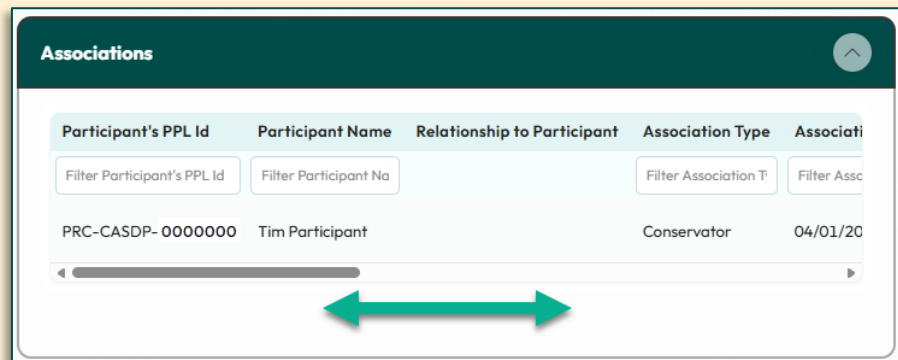 Associations
Participant's PPL Id Participant Name Relationship to Participant Association Type Associati
Filter Participant's PPL Id Filter Participant Na Filter Association T Filter Asso
PRC-CASDP-0000000 Tim Participant Conservator 04/01/20